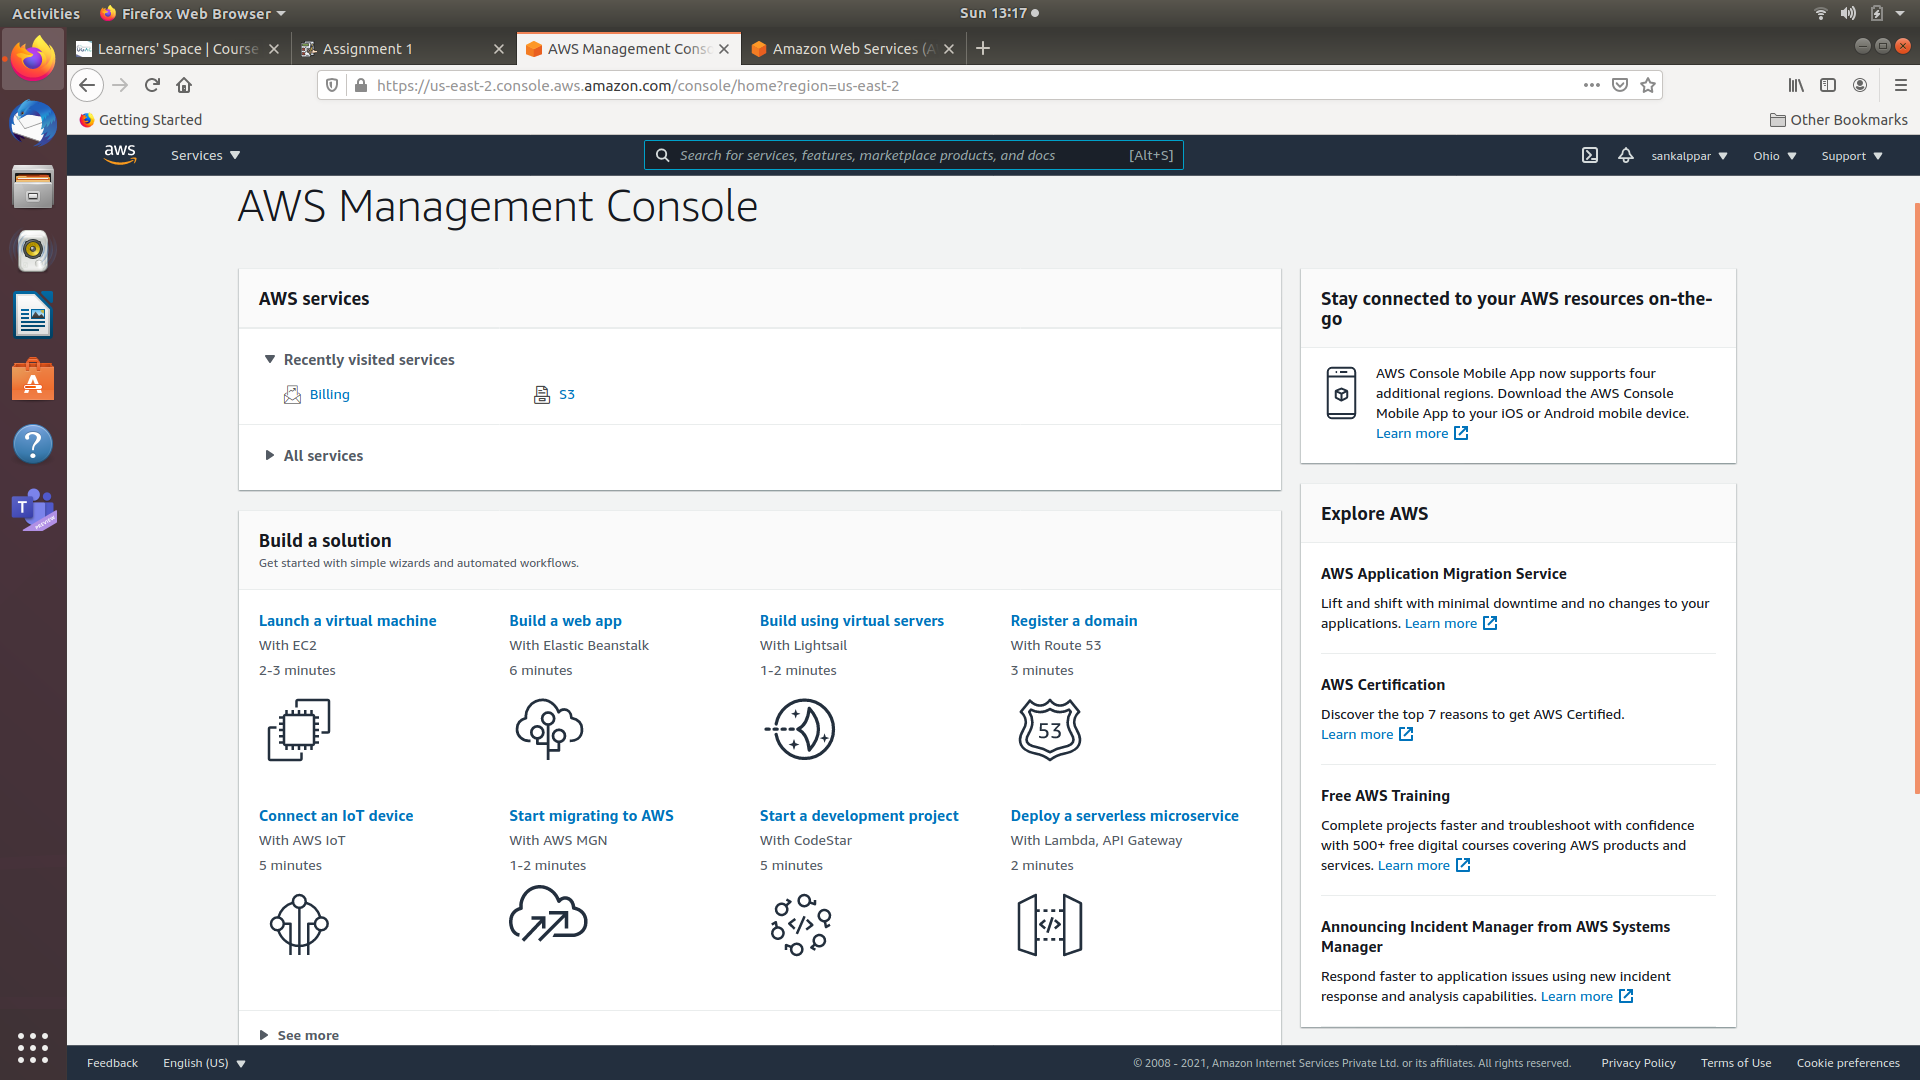 Activities
Firefox Web Browser
Sun 13:17
Learners' Space | Course
Assignment 1
AWS Management Conso
Amazon Web Services (A
https://us-east-2.console.aws.amazon.com/console/home?region=us-east-2
Getting Started
Other Bookmarks
aws
Services
Search for services, features, marketplace products, and docs
[Alt+S]
sankalppar
Ohio
Support
AWS Management Console
AWS services
Recently visited services
Billing
S3
All services
Build a solution
Get started with simple wizards and automated workflows.
Launch a virtual machine
With EC2
2-3 minutes
Build a web app
With Elastic Beanstalk
6 minutes
Build using virtual servers
With Lightsail
1-2 minutes
Register a domain
With Route 53
3 minutes
53
Connect an IoT device
With AWS IoT
5 minutes
Start migrating to AWS
With AWS MGN
1-2 minutes
Start a development project
With CodeStar
5 minutes
Deploy a serverless microservice
With Lambda, API Gateway
2 minutes
See more
Stay connected to your AWS resources on-the-
go
AWS Console Mobile App now supports four
additional regions. Download the AWS Console
Mobile App to your iOS or Android mobile device.
Learn more
Explore AWS
AWS Application Migration Service
Lift and shift with minimal downtime and no changes to your
applications. Learn more
AWS Certification
Discover the top 7 reasons to get AWS Certified.
Learn more
Free AWS Training
Complete projects faster and troubleshoot with confidence
with 500+ free digital courses covering AWS products and
services. Learn more
Announcing Incident Manager from AWS Systems
Manager
Respond faster to application issues using new incident
response and analysis capabilities. Learn more
Feedback
English (US)
© 2008 - 2021, Amazon Internet Services Private Ltd. or its affiliates. All rights reserved.
Privacy Policy
Terms of Use
Cookie preferences